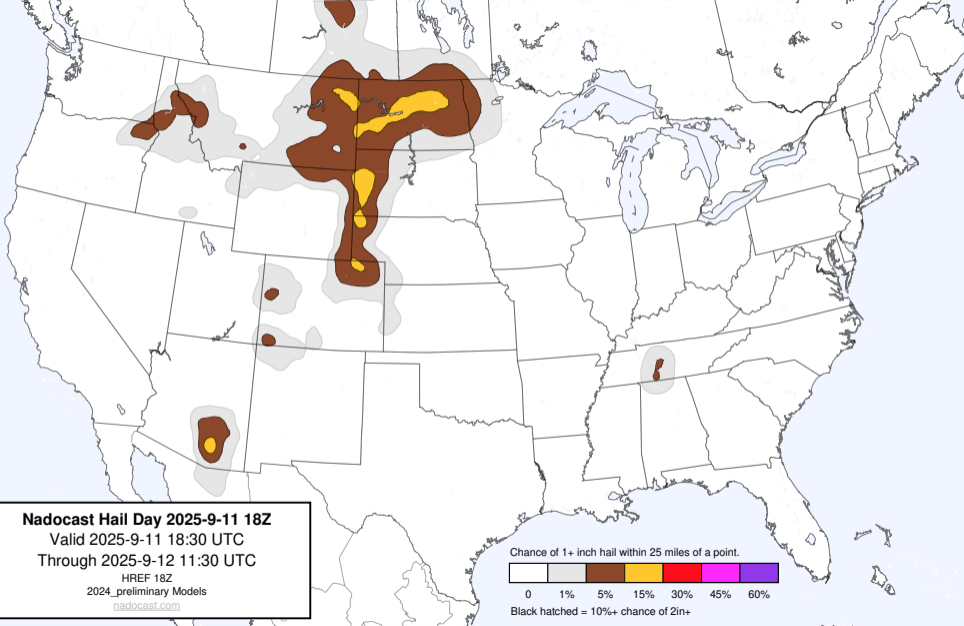 Nadocast Hail Day 2025-9-11 18Z
Valid 2025-9-11 18:30 UTC
Through 2025-9-12 11:30 UTC
HREF 18Z
2024_preliminary Models
nadocast.com
Chance of 1+ inch hail within 25 miles of a point.
0 1% 5% 15% 30% 45% 60%
Black hatched = 10%+ chance of 2in+